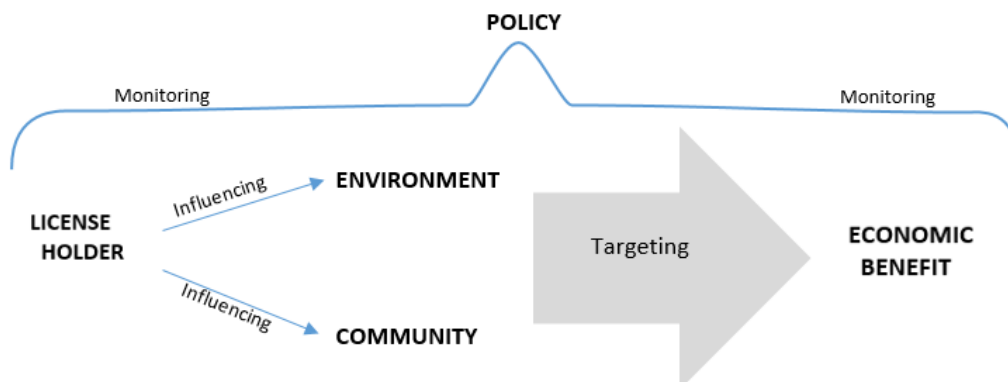 POLICY
Monitoring
Monitoring
Influencing
ENVIRONMENT
LICENSE
HOLDER
Targeting
ECONOMIC
BENEFIT
Influencing
COMMUNITY